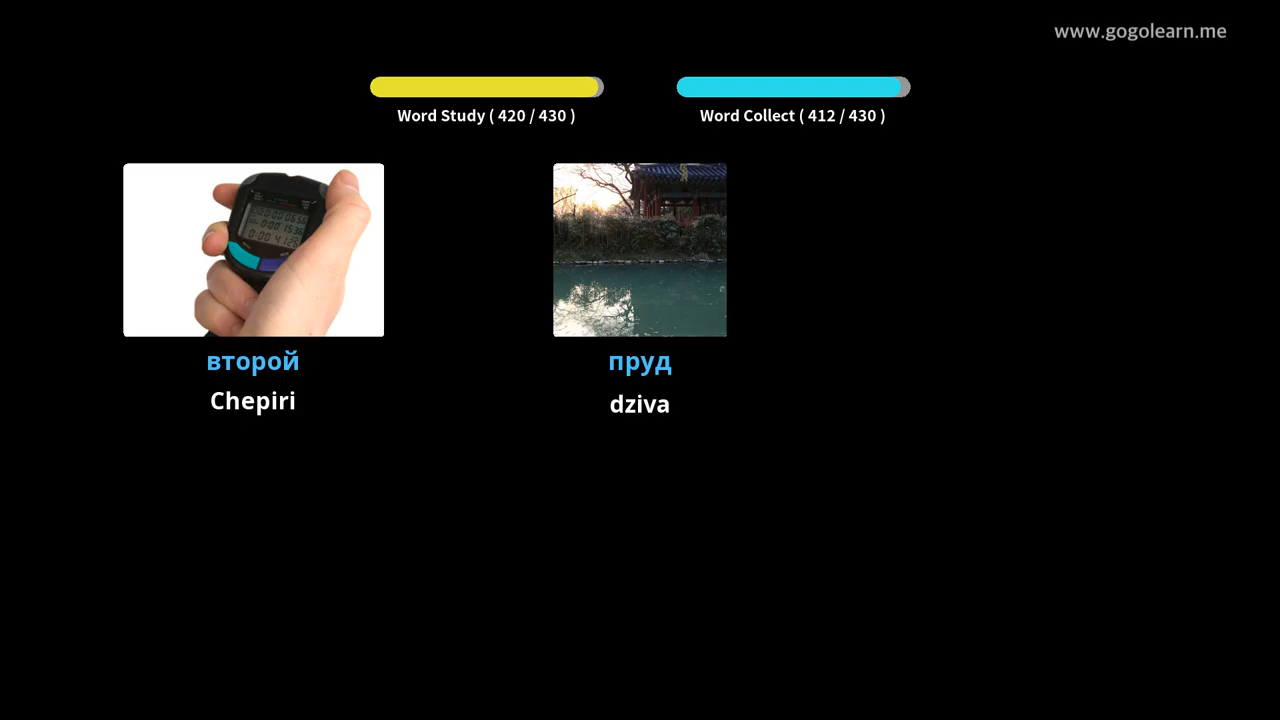 www.gogolearn.me
Word Study ( 420 / 430 )
Word Collect ( 412 / 430 )
второй
Chepiri
пруд
dziva